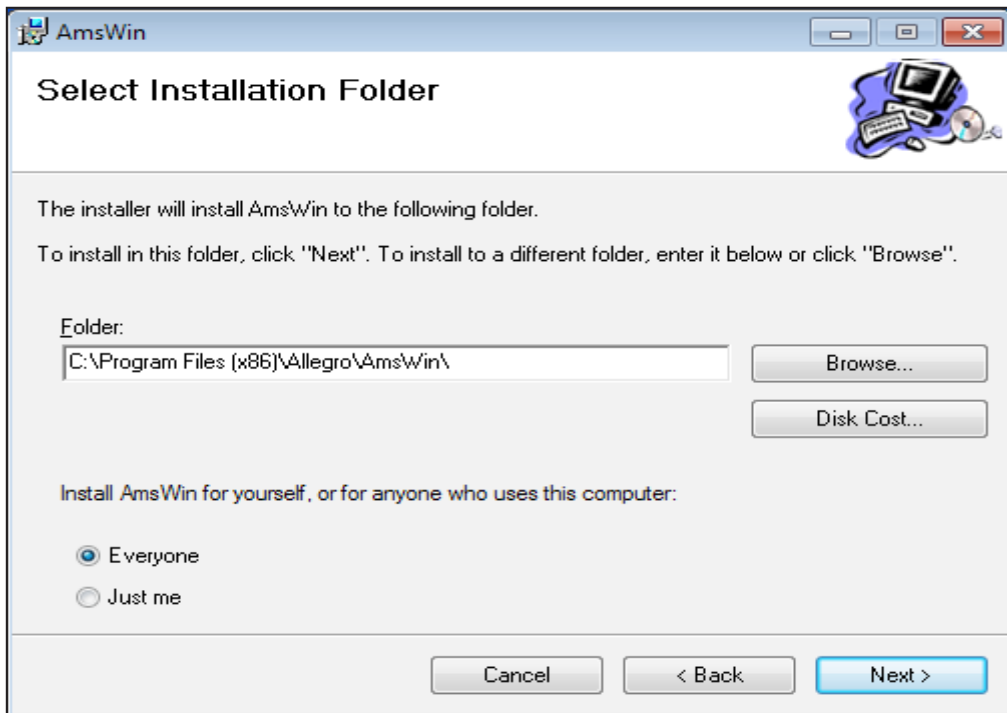 AmsWin
Select Installation Folder
The installer will install AmsWin to the following folder.
To install in this folder, click "Next". To install to a different folder, enter it below or click "Browse".
Folder:
C:\Program Files (x86)\Allegro\AmsWin\
Browse...
Disk Cost...
Install AmsWin for yourself, or for anyone who uses this computer:
Everyone
Just me
Cancel
< Back
Next >